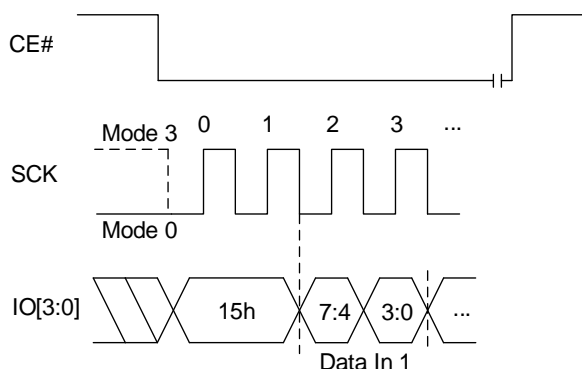 CE#
Mode 3 0 1 2 3 ...
SCK
Mode 0
IO[3:0] 15h 7:4 3:0 ...
Data In 1